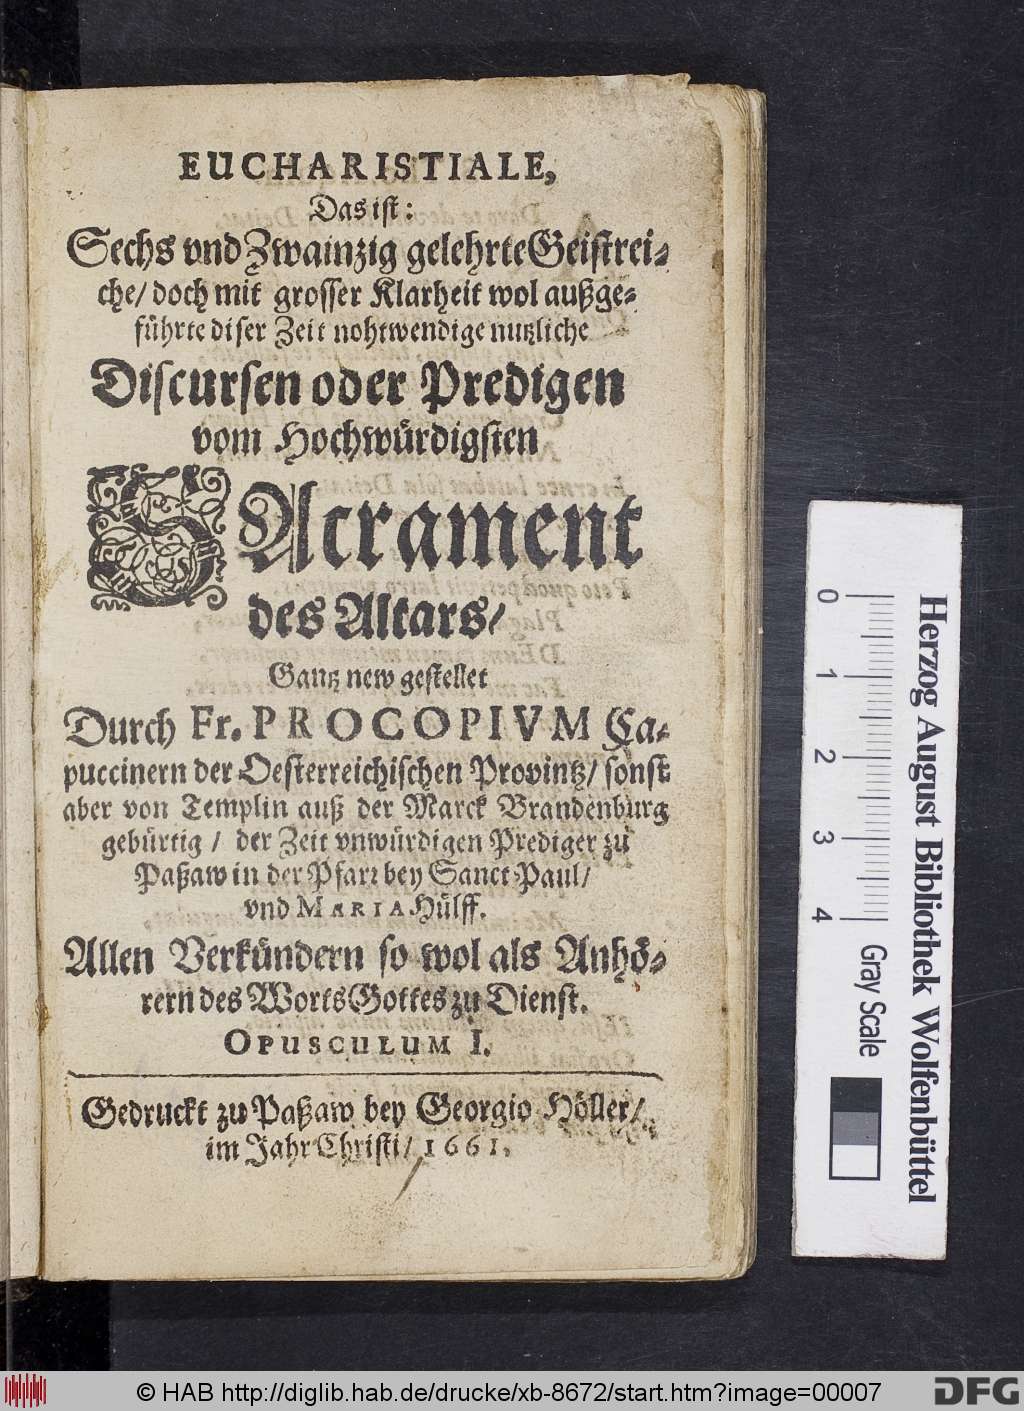 EUCHARISTIALE,
Das ist:
Sechs vnd Zwainzig gelehrte Geistrei-
che/ doch mit grosser Klarheit wol außge-
führte diser Zeit nohtwendige nutzliche
Discursen oder Predigen
vom Hochwürdigsten
SAcrament
des Altars/
Gantz new gestellet
Durch Fr. PROCOPIVM Ca-
puccinern der Oesterreichischen Provintz/ sonst
aber von Templin auß der Marck Brandenburg
gebürtig / der Zeit vnwürdigen Prediger zu
Paßaw in der Pfarr bey Sanct Paul/
vnd MARIA Hülff.
Allen Verkündern so wol als Anhö-
rern des Worts Gottes zu Dienst.
OPUSCULUM I.
Gedruckt zu Paßaw bey Georgio Höller/
im Jahr Christi/ 1661.
Herzog August Bibliothek Wolfenbüttel
0 1 2 3 4
Gray Scale
© HAB http://diglib.hab.de/drucke/xb-8672/start.htm?image=00007
DFG